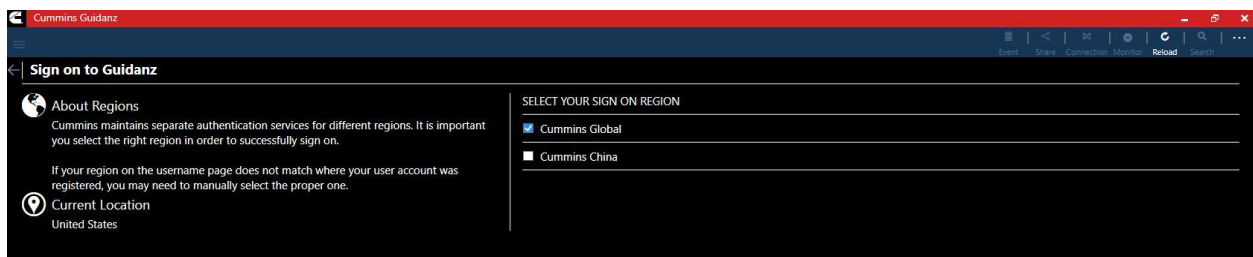 Cummins Guidanz
Event Share Connection Monitor Reload Search
Sign on to Guidanz
About Regions
Cummins maintains separate authentication services for different regions. It is important
you select the right region in order to successfully sign on.
If your region on the username page does not match where your user account was
registered, you may need to manually select the proper one.
Current Location
United States
SELECT YOUR SIGN ON REGION
Cummins Global
Cummins China